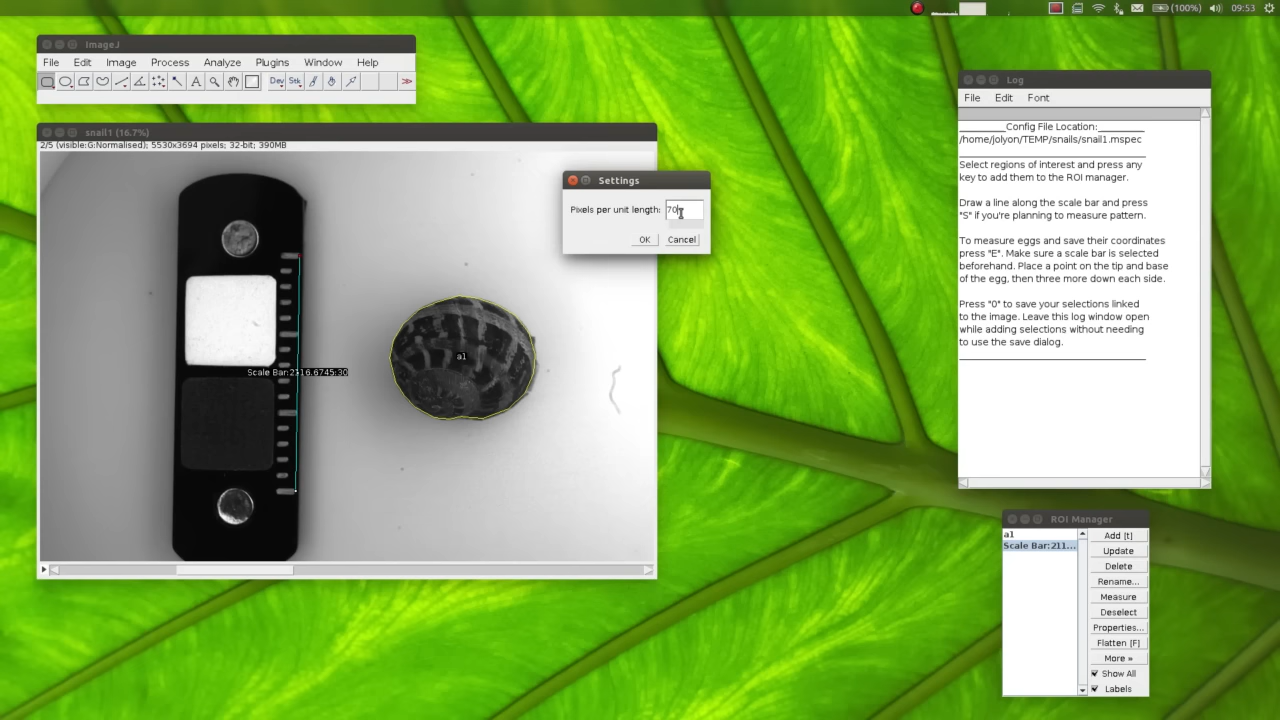 (100%) 09:53
ImageJ
File Edit Image Process Analyze Plugins Window Help
A Dev Stk >>
snail1 (16.7%)
2/5 (visible:G:Normalised); 5530x3694 pixels; 32-bit; 390MB
a1
Settings
Pixels per unit length: 70
OK Cancel
Log
File Edit Font
________Config File Location:________
/home/jolyon/TEMP/snails/snail1.mspec
Select regions of interest and press any
key to add them to the ROI manager.
Draw a line along the scale bar and press
"S" if you're planning to measure pattern.
To measure eggs and save their coordinates
press "E". Make sure a scale bar is selected
beforehand. Place a point on the tip and base
of the egg, then three more down each side.
Press "0" to save your selections linked
to the image. Leave this log window open
while adding selections without needing
to use the save dialog.
ROI Manager
a1
Scale Bar:211...
Add [t]
Update
Delete
Rename...
Measure
Deselect
Properties...
Flatten [F]
More »
Show All
Labels